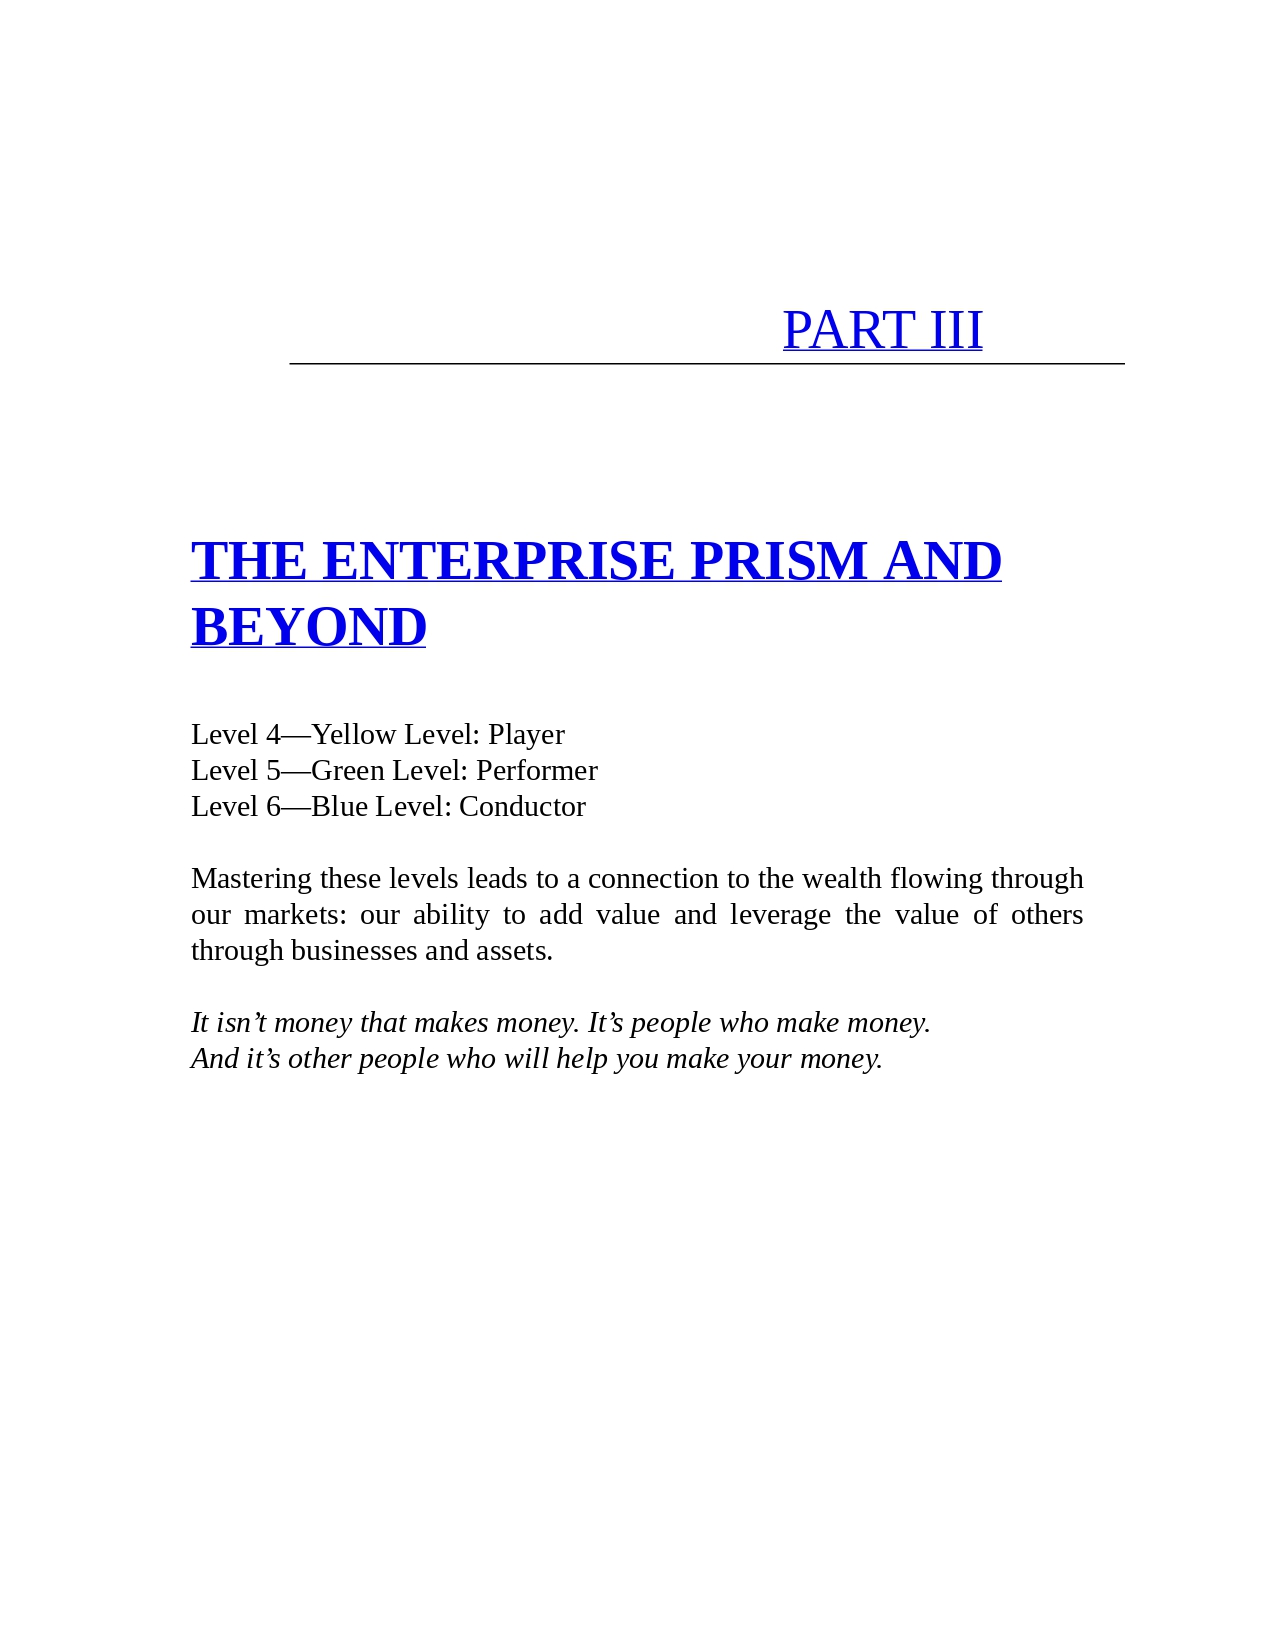 PART III
THE ENTERPRISE PRISM AND
BEYOND
Level 4—Yellow Level: Player
Level 5—Green Level: Performer
Level 6—Blue Level: Conductor
Mastering these levels leads to a connection to the wealth flowing through
our markets: our ability to add value and leverage the value of others
through businesses and assets.
It isn’t money that makes money. It’s people who make money.
And it’s other people who will help you make your money.